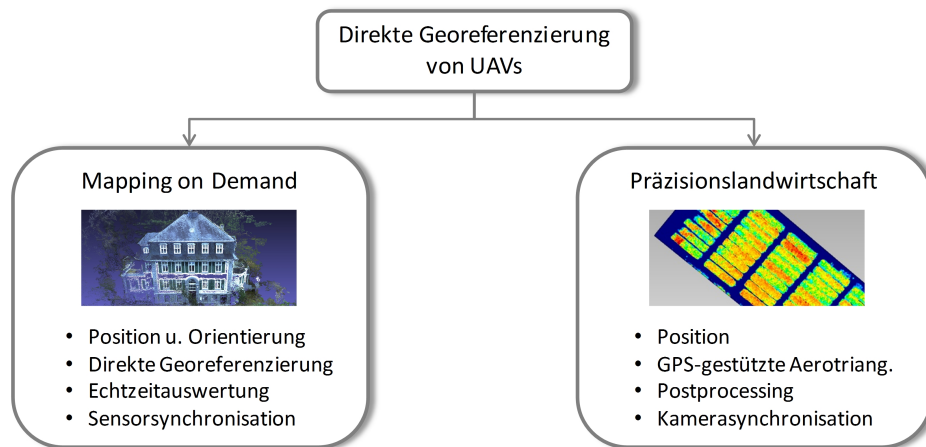 Direkte Georeferenzierung
von UAVs
Mapping on Demand
• Position u. Orientierung
• Direkte Georeferenzierung
• Echtzeitauswertung
• Sensorsynchronisation
Präzisionslandwirtschaft
• Position
• GPS-gestützte Aerotriang.
• Postprocessing
• Kamerasynchronisation